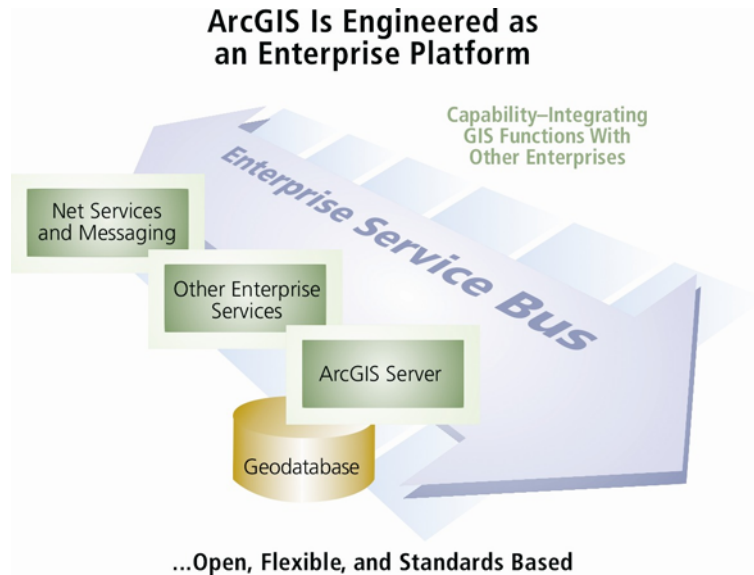 ArcGIS Is Engineered as
an Enterprise Platform
Capability–Integrating
GIS Functions With
Other Enterprises
Enterprise Service Bus
Net Services
and Messaging
Other Enterprise
Services
ArcGIS Server
Geodatabase
...Open, Flexible, and Standards Based